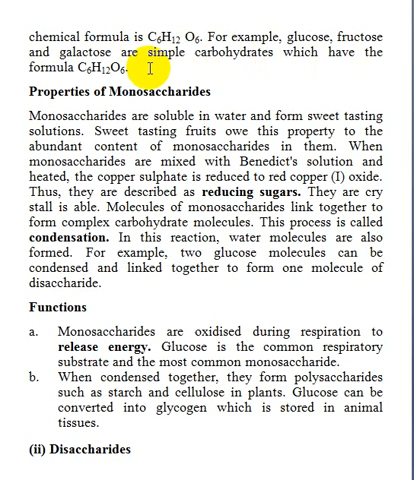 chemical formula is C₆H₁₂ O₆. For example, glucose, fructose
and galactose are simple carbohydrates which have the
formula C₆H₁₂O₆.
Properties of Monosaccharides
Monosaccharides are soluble in water and form sweet tasting
solutions. Sweet tasting fruits owe this property to the
abundant content of monosaccharides in them. When
monosaccharides are mixed with Benedict's solution and
heated, the copper sulphate is reduced to red copper (I) oxide.
Thus, they are described as reducing sugars. They are cry
stall is able. Molecules of monosaccharides link together to
form complex carbohydrate molecules. This process is called
condensation. In this reaction, water molecules are also
formed. For example, two glucose molecules can be
condensed and linked together to form one molecule of
disaccharide.
Functions
a. Monosaccharides are oxidised during respiration to
release energy. Glucose is the common respiratory
substrate and the most common monosaccharide.
b. When condensed together, they form polysaccharides
such as starch and cellulose in plants. Glucose can be
converted into glycogen which is stored in animal
tissues.
(ii) Disaccharides